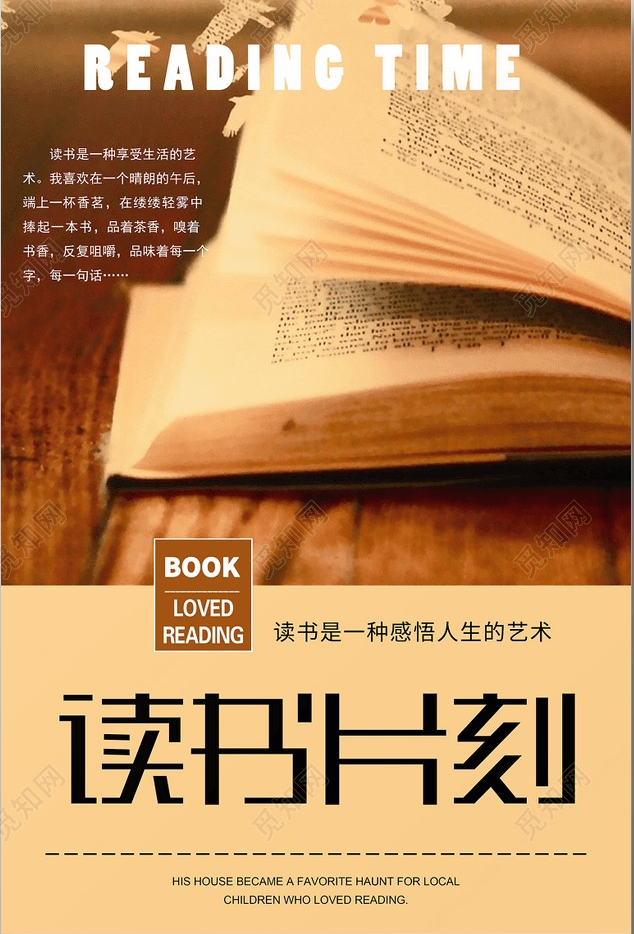 READING TIME
读书是一种享受生活的艺
术。我喜欢在一个晴朗的午后，
端上一杯香茗，在缕缕轻雾中
捧起一本书，品着茶香，嗅着
书香，反复咀嚼，品味着每一个
字，每一句话……
BOOK
LOVED
READING
读书是一种感悟人生的艺术
读书片刻
HIS HOUSE BECAME A FAVORITE HAUNT FOR LOCAL
CHILDREN WHO LOVED READING.
觅知网